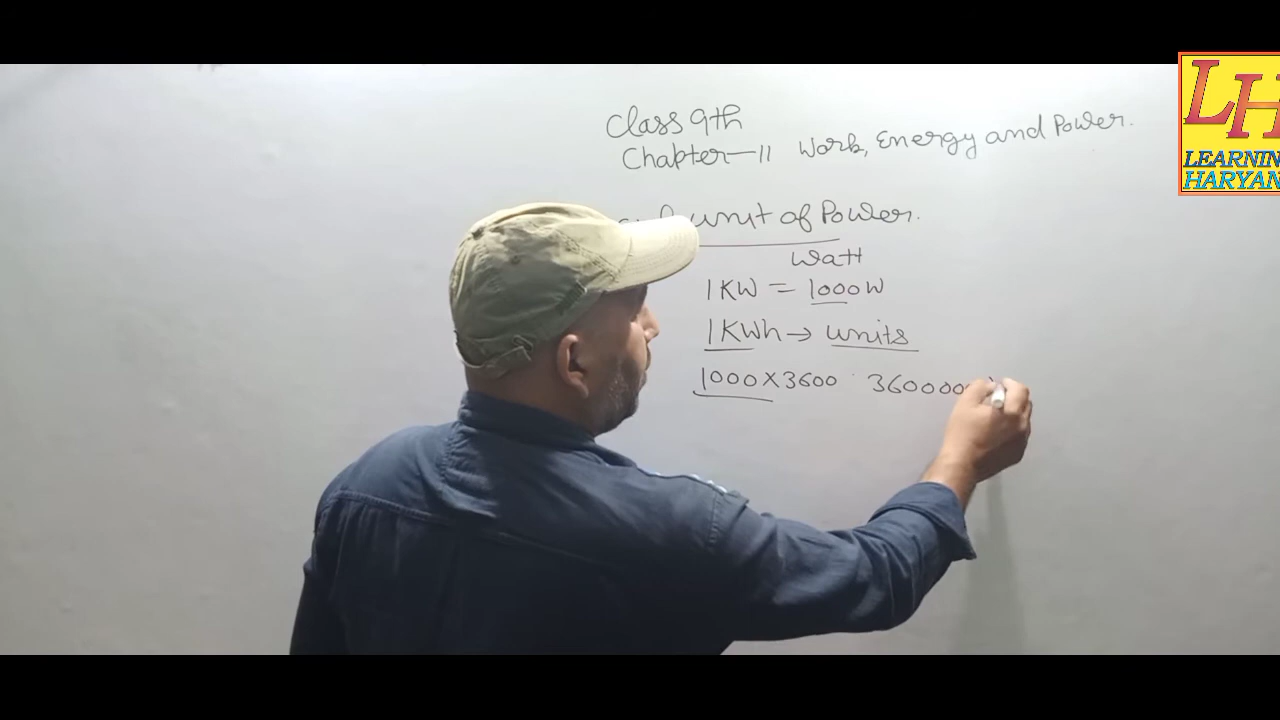 Class 9th
Chapter-11 Work, Energy and Power.
unit of Power.
Watt
1KW = 1000W
1KWh → units
1000X3600 360000
LH
LEARNIN
HARYAN